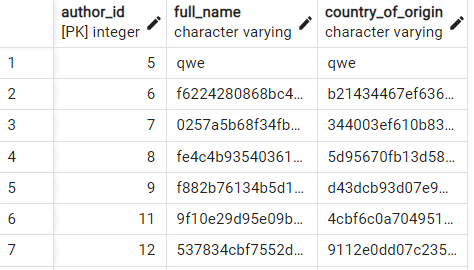 author_id full_name country_of_origin
[PK] integer character varying character varying
1 5 qwe qwe
2 6 f6224280868bc4... b21434467ef636...
3 7 0257a5b68f34fb... 344003ef610b83...
4 8 fe4c4b93540361... 5d95670fb13d58...
5 9 f882b76134b5d1... d43dcb93d07e9...
6 11 9f10e29d95e09b... 4cbf6c0a704951...
7 12 537834cbf7552d... 9112e0dd07c235...